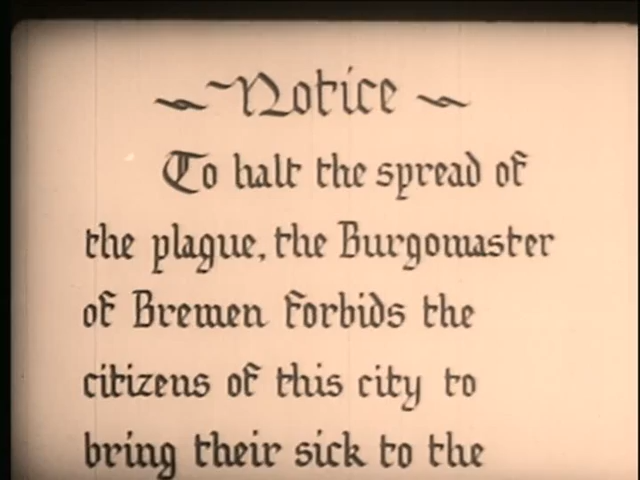 Notice
To halt the spread of
the plague, the Burgomaster
of Bremen forbids the
citizens of this city to
bring their sick to the